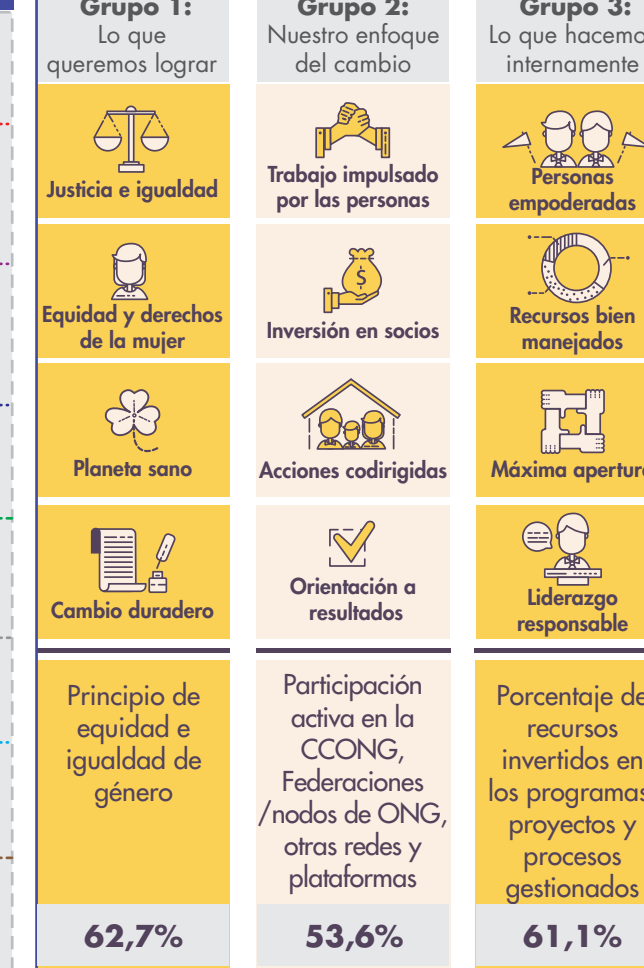 Grupo 1:
Lo que
queremos lograr
Justicia e igualdad
Equidad y derechos
de la mujer
Planeta sano
Cambio duradero
Principio de
equidad e
igualdad de
género
62,7%
Grupo 2:
Nuestro enfoque
del cambio
Trabajo impulsado
por las personas
$
Inversión en socios
Acciones codirigidas
Orientación a
resultados
Participación
activa en la
CCONG,
Federaciones
/nodos de ONG,
otras redes y
plataformas
53,6%
Grupo 3:
Lo que hacemo
internamente
Personas
empoderadas
Recursos bien
manejados
Máxima apertur
Liderazgo
responsable
Porcentaje de
recursos
invertidos en
los programas
proyectos y
procesos
gestionados
61,1%